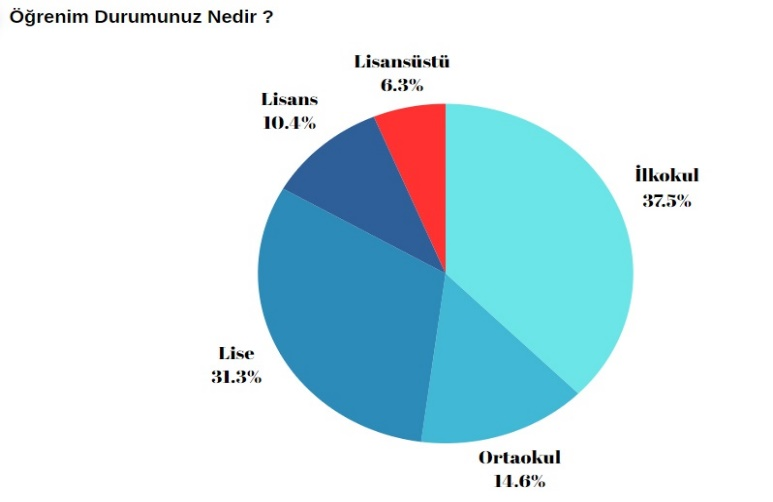 Öğrenim Durumunuz Nedir ?
Lisansüstü
6.3%
Lisans
10.4%
İlkokul
37.5%
Lise
31.3%
Ortaokul
14.6%